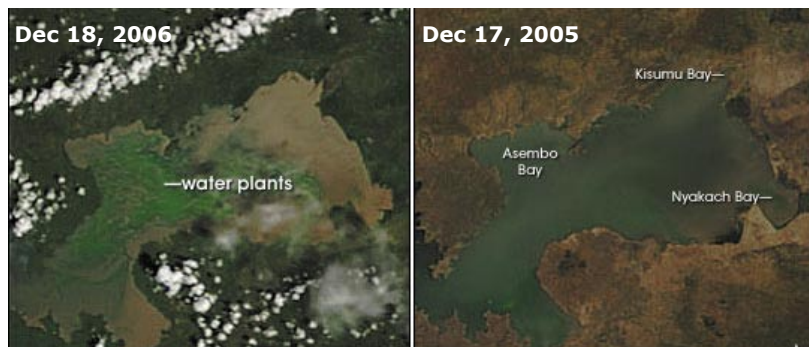 Dec 18, 2006
water plants
Dec 17, 2005
Kisumu Bay
Asembo
Bay
Nyakach Bay